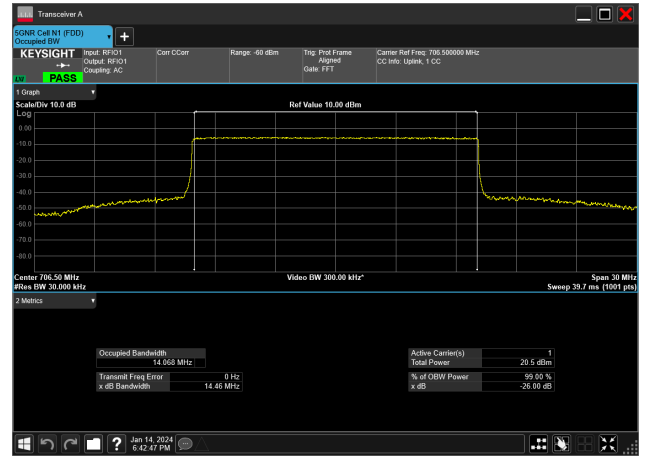 Transceiver A
5GNR Cell N1 (FDD)
Occupied BW
KEYSIGHT
Input: RFIO1
Output: RFIO1
Coupling: AC
Corr CCorr
Range: -60 dBm
Trig: Prot Frame
Aligned
Gate: FFT
Carrier Ref Freq: 706.500000 MHz
CC Info: Uplink, 1 CC
PASS
1 Graph
Scale/Div 10.0 dB
Ref Value 10.00 dBm
Log
0.00
-10.0
-20.0
-30.0
-40.0
-50.0
-60.0
-70.0
-80.0
Center 706.50 MHz
Video BW 300.00 kHz*
Span 30 MHz
#Res BW 30.000 kHz
Sweep 39.7 ms (1001 pts)
2 Metrics
Occupied Bandwidth
14.068 MHz
Transmit Freq Error 0 Hz
x dB Bandwidth 14.46 MHz
Active Carrier(s) 1
Total Power 20.5 dBm
% of OBW Power 99.00 %
x dB -26.00 dB
Jan 14, 2024
6:42:47 PM